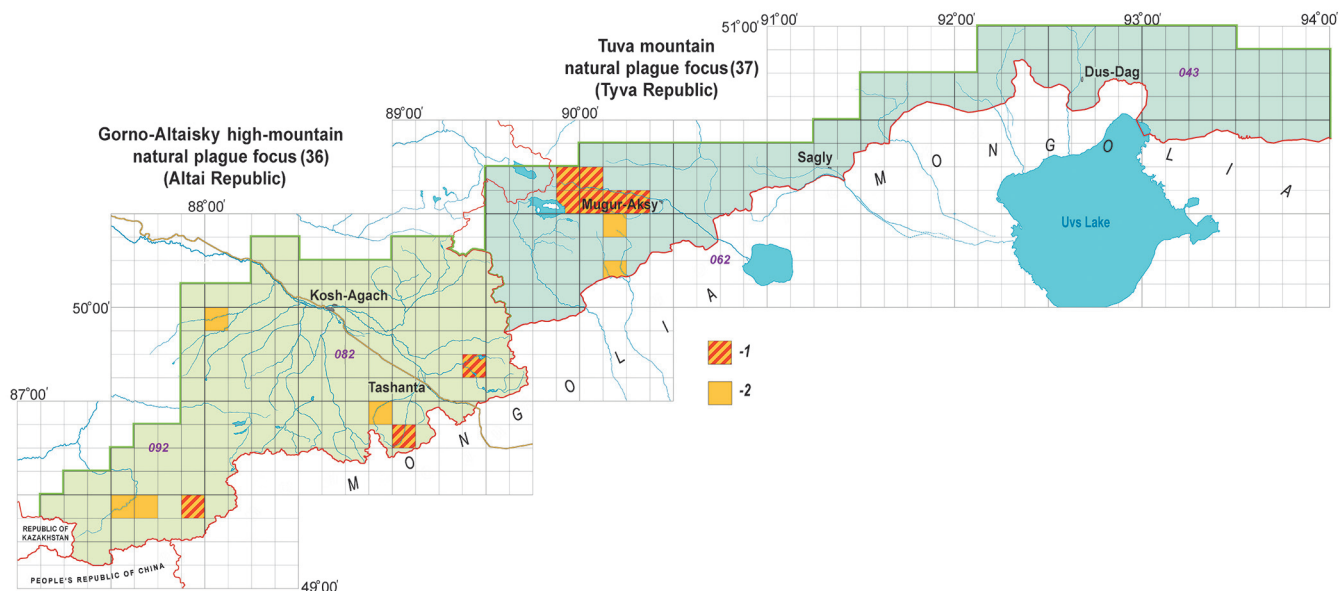 51°00′
91°00′
92°00′
93°00′
94°00′
Tuva mountain
natural plague focus (37)
(Tyva Republic)
Dus-Dag
043
89°00′
90°00′
Gorno-Altaisky high-mountain
natural plague focus (36)
(Altai Republic)
Sagly
M O N G O L I A
88°00′
Mugur-Aksy
Uvs Lake
062
Kosh-Agach
50°00′
082
-1
Tashanta
-2
87°00′
M O N G O L I A
092
REPUBLIC OF
KAZAKHSTAN
PEOPLE'S REPUBLIC OF CHINA
49°00′